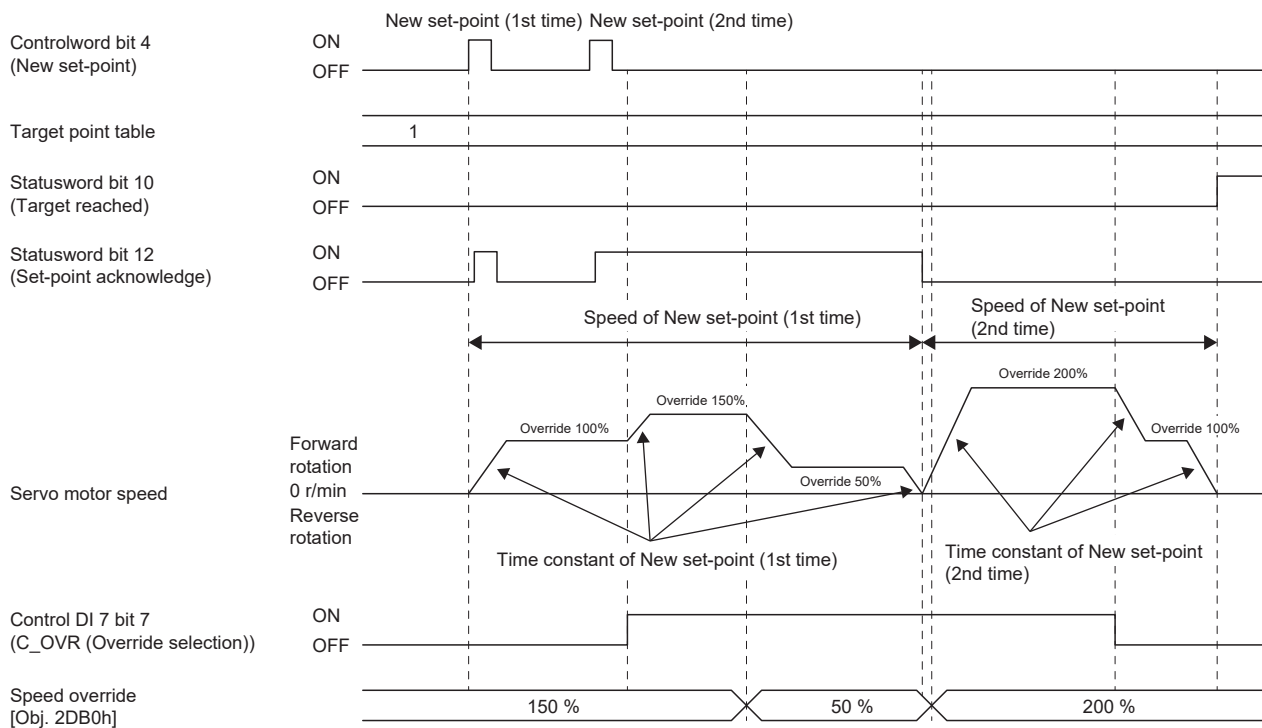 New set-point (1st time) New set-point (2nd time)
Controlword bit 4
(New set-point)
ON
OFF
Target point table
1
Statusword bit 10
(Target reached)
ON
OFF
Statusword bit 12
(Set-point acknowledge)
ON
OFF
Speed of New set-point (1st time)
Speed of New set-point
(2nd time)
Servo motor speed
Forward
rotation
0 r/min
Reverse
rotation
Override 100%
Override 150%
Override 50%
Override 200%
Override 100%
Time constant of New set-point (1st time)
Time constant of New set-point
(2nd time)
Control DI 7 bit 7
(C_OVR (Override selection))
ON
OFF
Speed override
[Obj. 2DB0h]
150 %
50 %
200 %